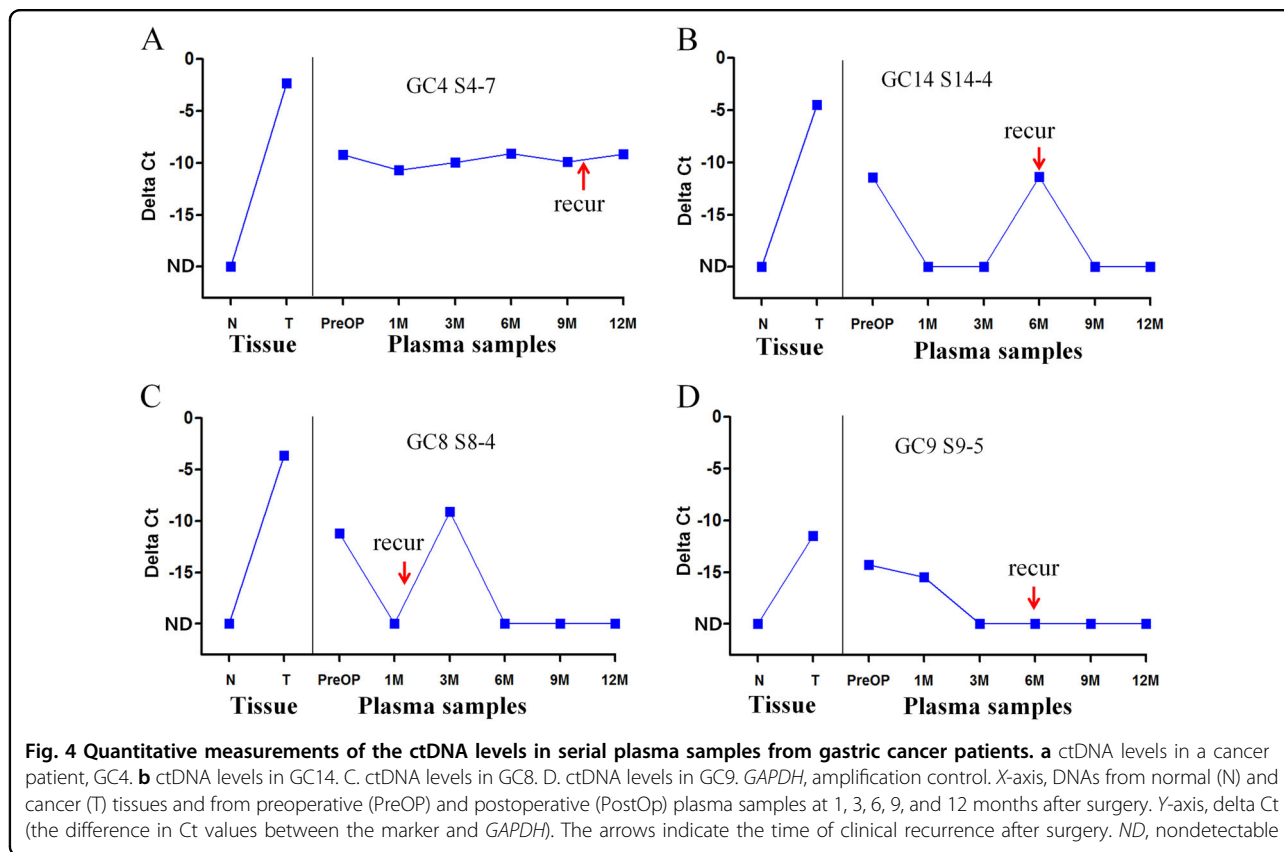 A
B
0
-5
-10
-15
ND
Delta Ct
GC4 S4-7
recur
N T PreOP 1M 3M 6M 9M 12M
Tissue Plasma samples
0
-5
-10
-15
ND
Delta Ct
GC14 S14-4
recur
N T PreOP 1M 3M 6M 9M 12M
Tissue Plasma samples
C
D
0
-5
-10
-15
ND
Delta Ct
GC8 S8-4
recur
N T PreOP 1M 3M 6M 9M 12M
Tissue Plasma samples
0
-5
-10
-15
ND
Delta Ct
GC9 S9-5
recur
N T PreOP 1M 3M 6M 9M 12M
Tissue Plasma samples
Fig. 4 Quantitative measurements of the ctDNA levels in serial plasma samples from gastric cancer patients. a ctDNA levels in a cancer
patient, GC4. b ctDNA levels in GC14. C. ctDNA levels in GC8. D. ctDNA levels in GC9. GAPDH, amplification control. X-axis, DNAs from normal (N) and
cancer (T) tissues and from preoperative (PreOP) and postoperative (PostOp) plasma samples at 1, 3, 6, 9, and 12 months after surgery. Y-axis, delta Ct
(the difference in Ct values between the marker and GAPDH). The arrows indicate the time of clinical recurrence after surgery. ND, nondetectable